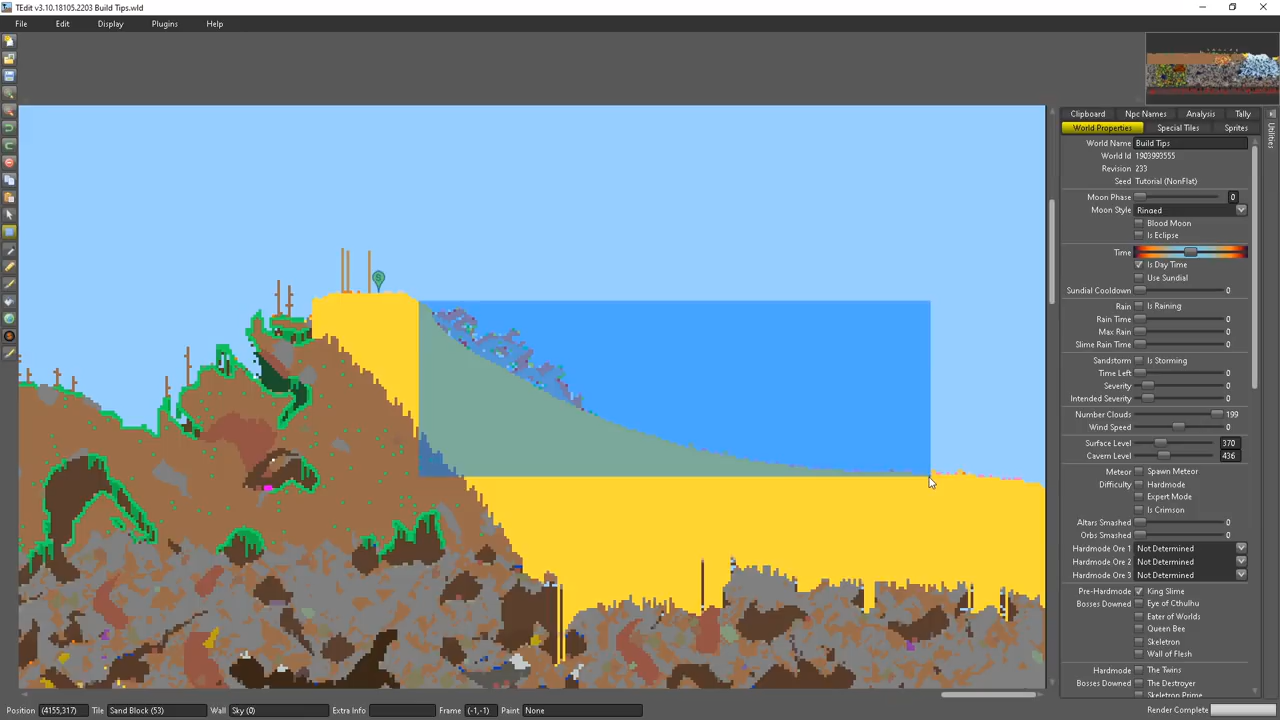 TEdit v3.10.18105.2203 Build Tips.wld
File Edit Display Plugins Help
Clipboard Npc Names Analysis Tally
World Properties Special Tiles Sprites
Utilities
World Name Build Tips
World Id 1903993555
Revision 233
Seed Tutorial (NonFlat)
Moon Phase 0
Moon Style Ringed
Blood Moon
Is Eclipse
Time
Is Day Time
Use Sundial
Sundial Cooldown 0
Rain Is Raining
Rain Time 0
Max Rain 0
Slime Rain Time 0
Sandstorm Is Storming
Time Left 0
Severity 0
Intended Severity 0
Number Clouds 199
Wind Speed 0
Surface Level 370
Cavern Level 436
Meteor Spawn Meteor
Difficulty Hardmode
Expert Mode
Is Crimson
Altars Smashed 0
Orbs Smashed 0
Hardmode Ore 1 Not Determined
Hardmode Ore 2 Not Determined
Hardmode Ore 3 Not Determined
Pre-Hardmode King Slime
Bosses Downed Eye of Cthulhu
Eater of Worlds
Queen Bee
Skeletron
Wall of Flesh
Hardmode The Twins
Bosses Downed The Destroyer
Skeletron Prime
Position (4155,317) Tile Sand Block (53) Wall Sky (0) Extra Info Frame (-1,-1) Paint None Render Complete